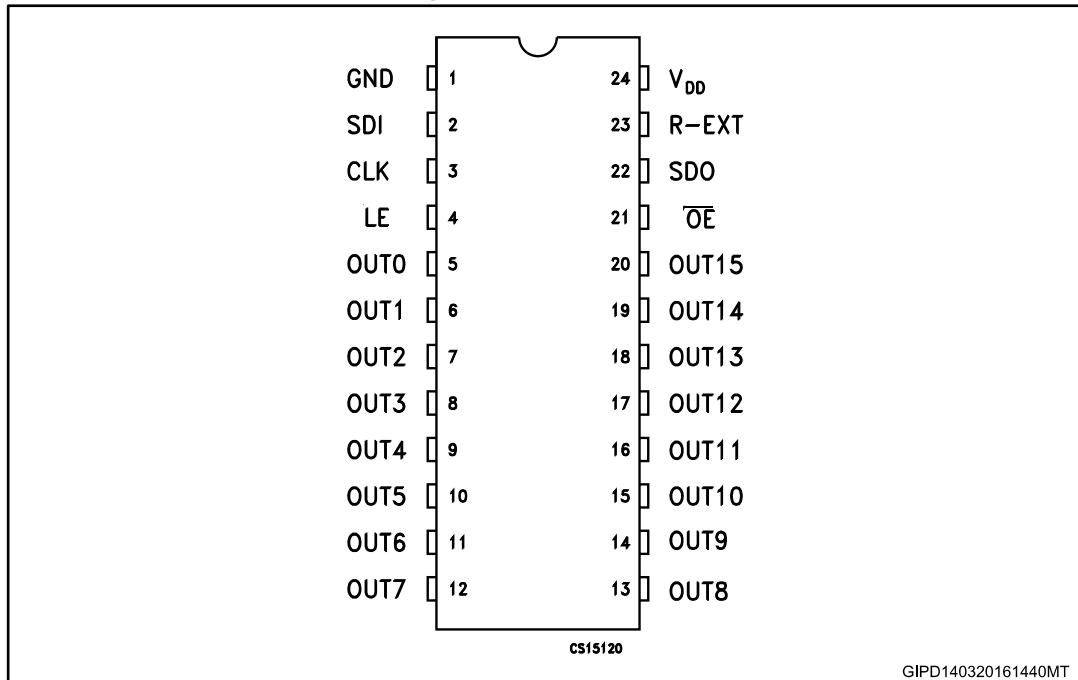 GND 1 24 VDD
SDI 2 23 R-EXT
CLK 3 22 SDO
LE 4 21 O̅E̅
OUT0 5 20 OUT15
OUT1 6 19 OUT14
OUT2 7 18 OUT13
OUT3 8 17 OUT12
OUT4 9 16 OUT11
OUT5 10 15 OUT10
OUT6 11 14 OUT9
OUT7 12 13 OUT8
CS15120
GIPD140320161440MT